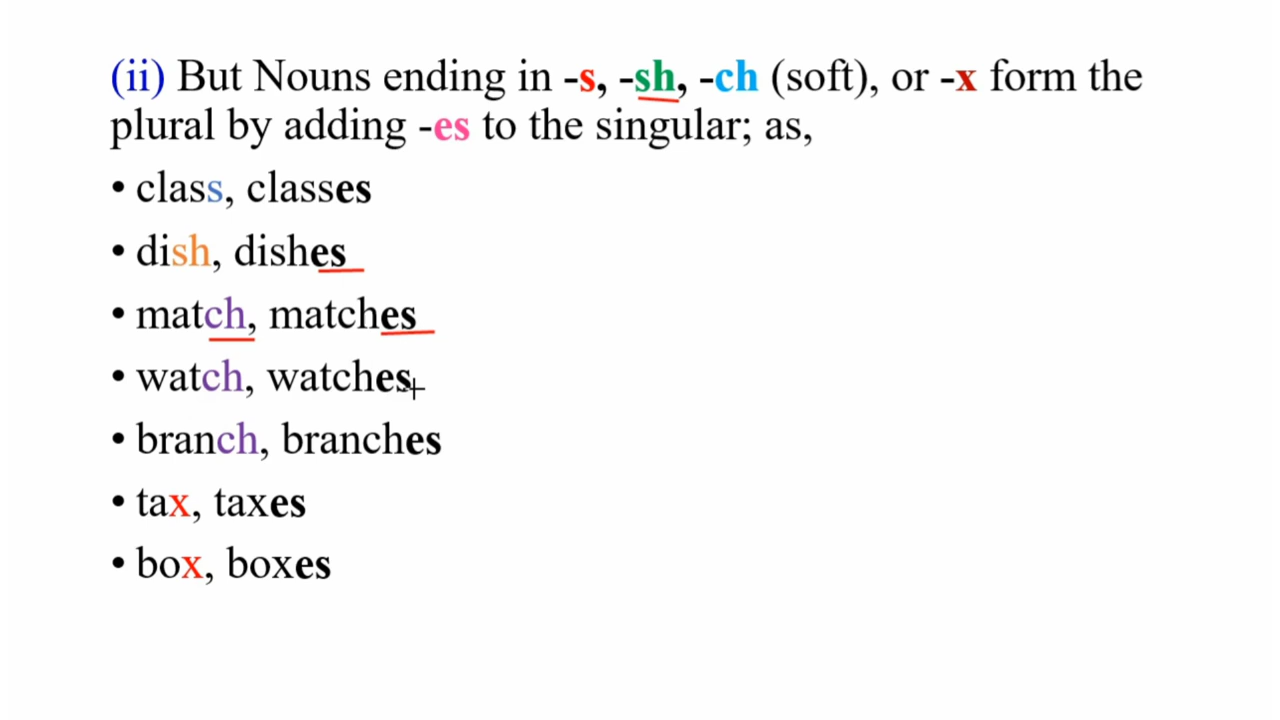 (ii) But Nouns ending in -s, -sh, -ch (soft), or -x form the
plural by adding -es to the singular; as,
• class, classes
• dish, dishes
• match, matches
• watch, watches
• branch, branches
• tax, taxes
• box, boxes